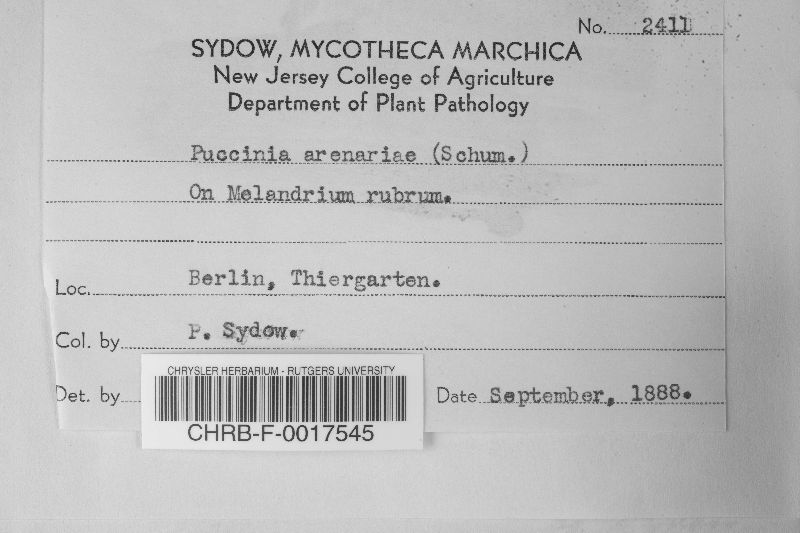 No. 2411
SYDOW, MYCOTHECA MARCHICA
New Jersey College of Agriculture
Department of Plant Pathology
Puccinia arenariae (Schum.)
On Melandrium rubrum.
Loc. Berlin, Thiergarten.
Col. by P. Sydow.
Det. by
Date September, 1888.
CHRYSLER HERBARIUM - RUTGERS UNIVERSITY
CHRB-F-0017545